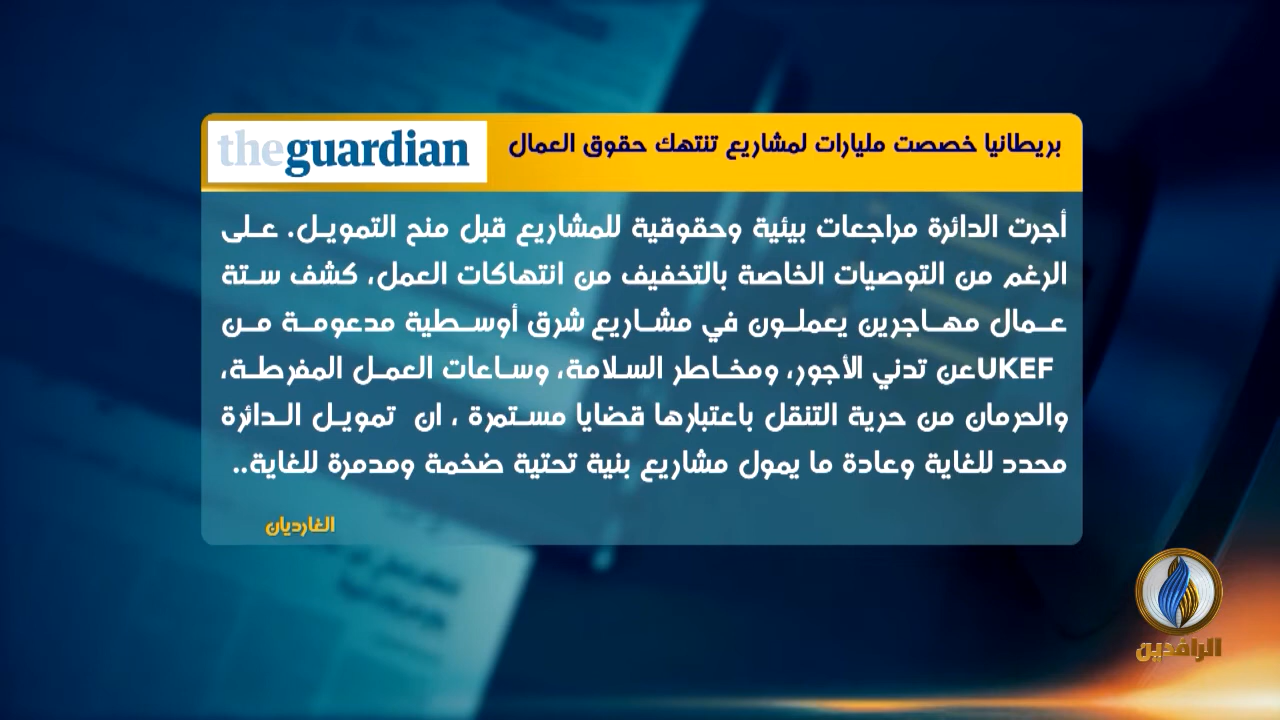 theguardian
بريطانيا خصصت مليارات لمشاريع تنتهك حقوق العمال
أجرت الدائرة مراجعات بيئية وحقوقية للمشاريع قبل منح التمويل. على
الرغم من التوصيات الخاصة بالتخفيف من انتهاكات العمل، كشف ستة
عمال مهاجرين يعملون في مشاريع شرق أوسطية مدعومة من
UKEFعن تدني الأجور، ومخاطر السلامة، وساعات العمل المفرطة،
والحرمان من حرية التنقل باعتبارها قضايا مستمرة ، ان تمويل الدائرة
محدد للغاية وعادة ما يمول مشاريع بنية تحتية ضخمة ومدمرة للغاية..
الغارديان
الرافدين